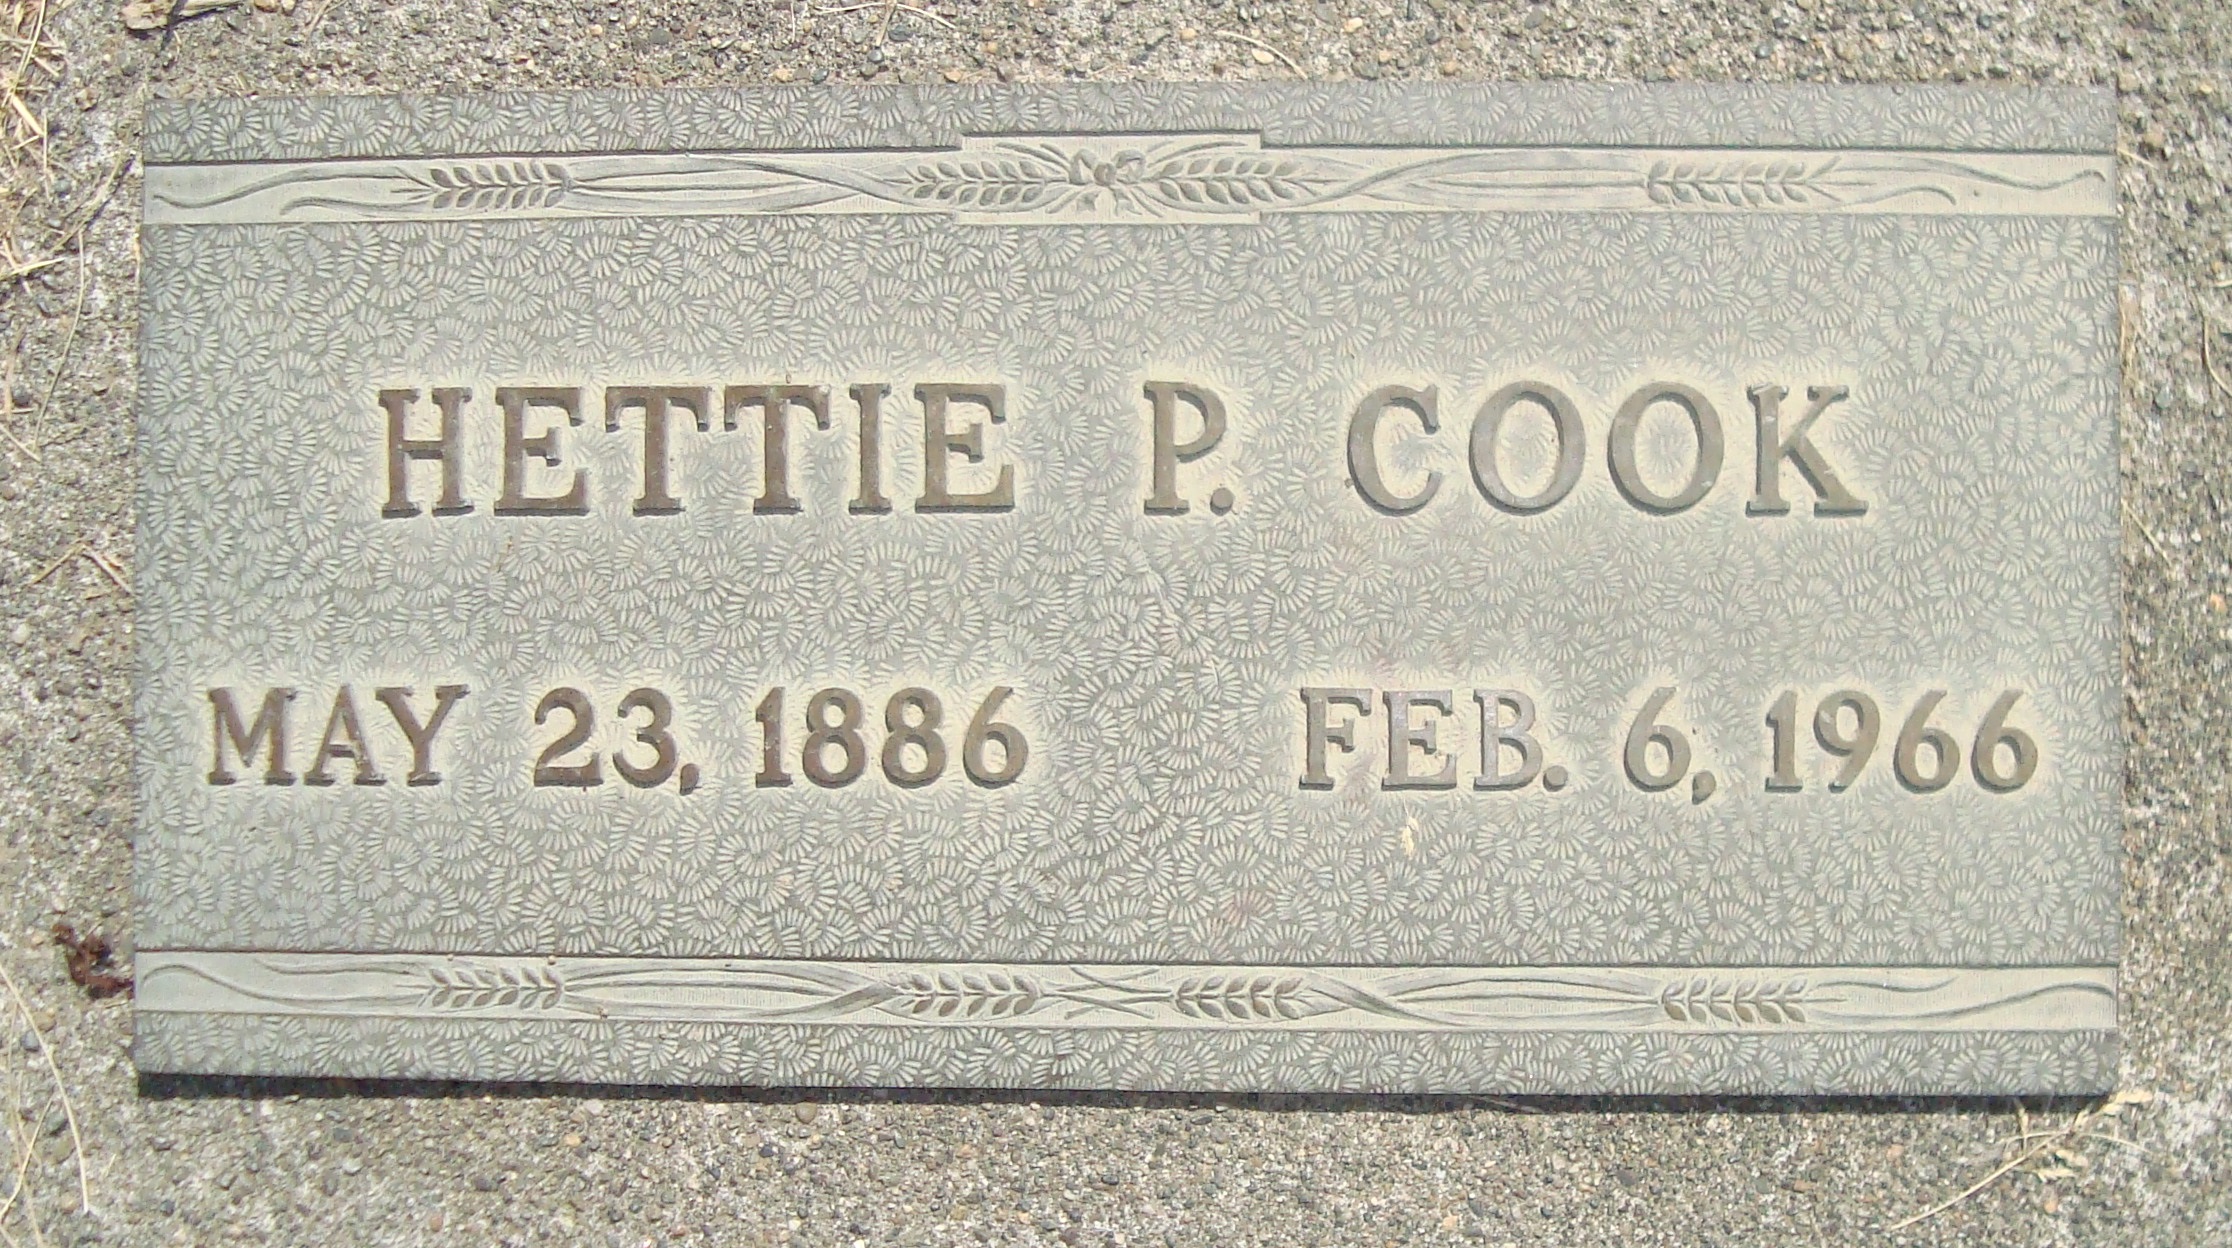 HETTIE P. COOK
MAY 23, 1886 FEB. 6, 1966